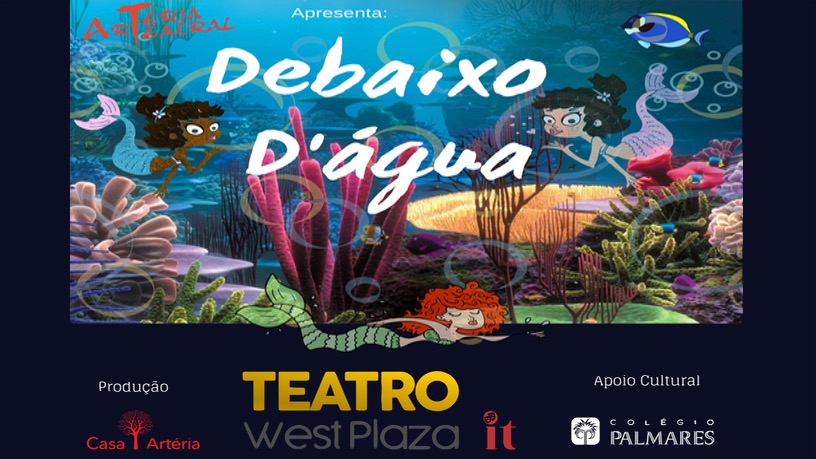 ARTÉRIA
TEATRAL
Apresenta:
Debaixo
D'água
Produção
Casa Artéria
TEATRO
West Plaza
it
Apoio Cultural
COLÉGIO
PALMARES